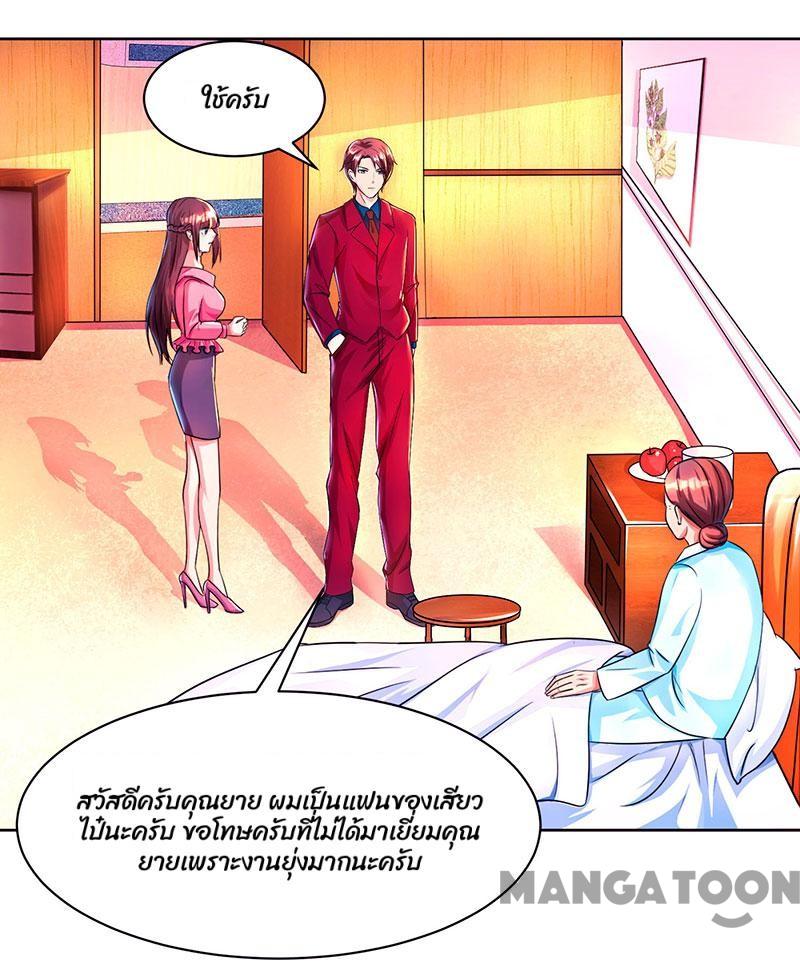 ใช้ครับ
สวัสดีครับคุณยาย ผมเป็นแฟนของเสียว
ไป๋นะครับ ขอโทษครับที่ไม่ได้มาเยี่ยมคุณ
ยายเพราะงานยุ่งมากนะครับ
MANGATOON